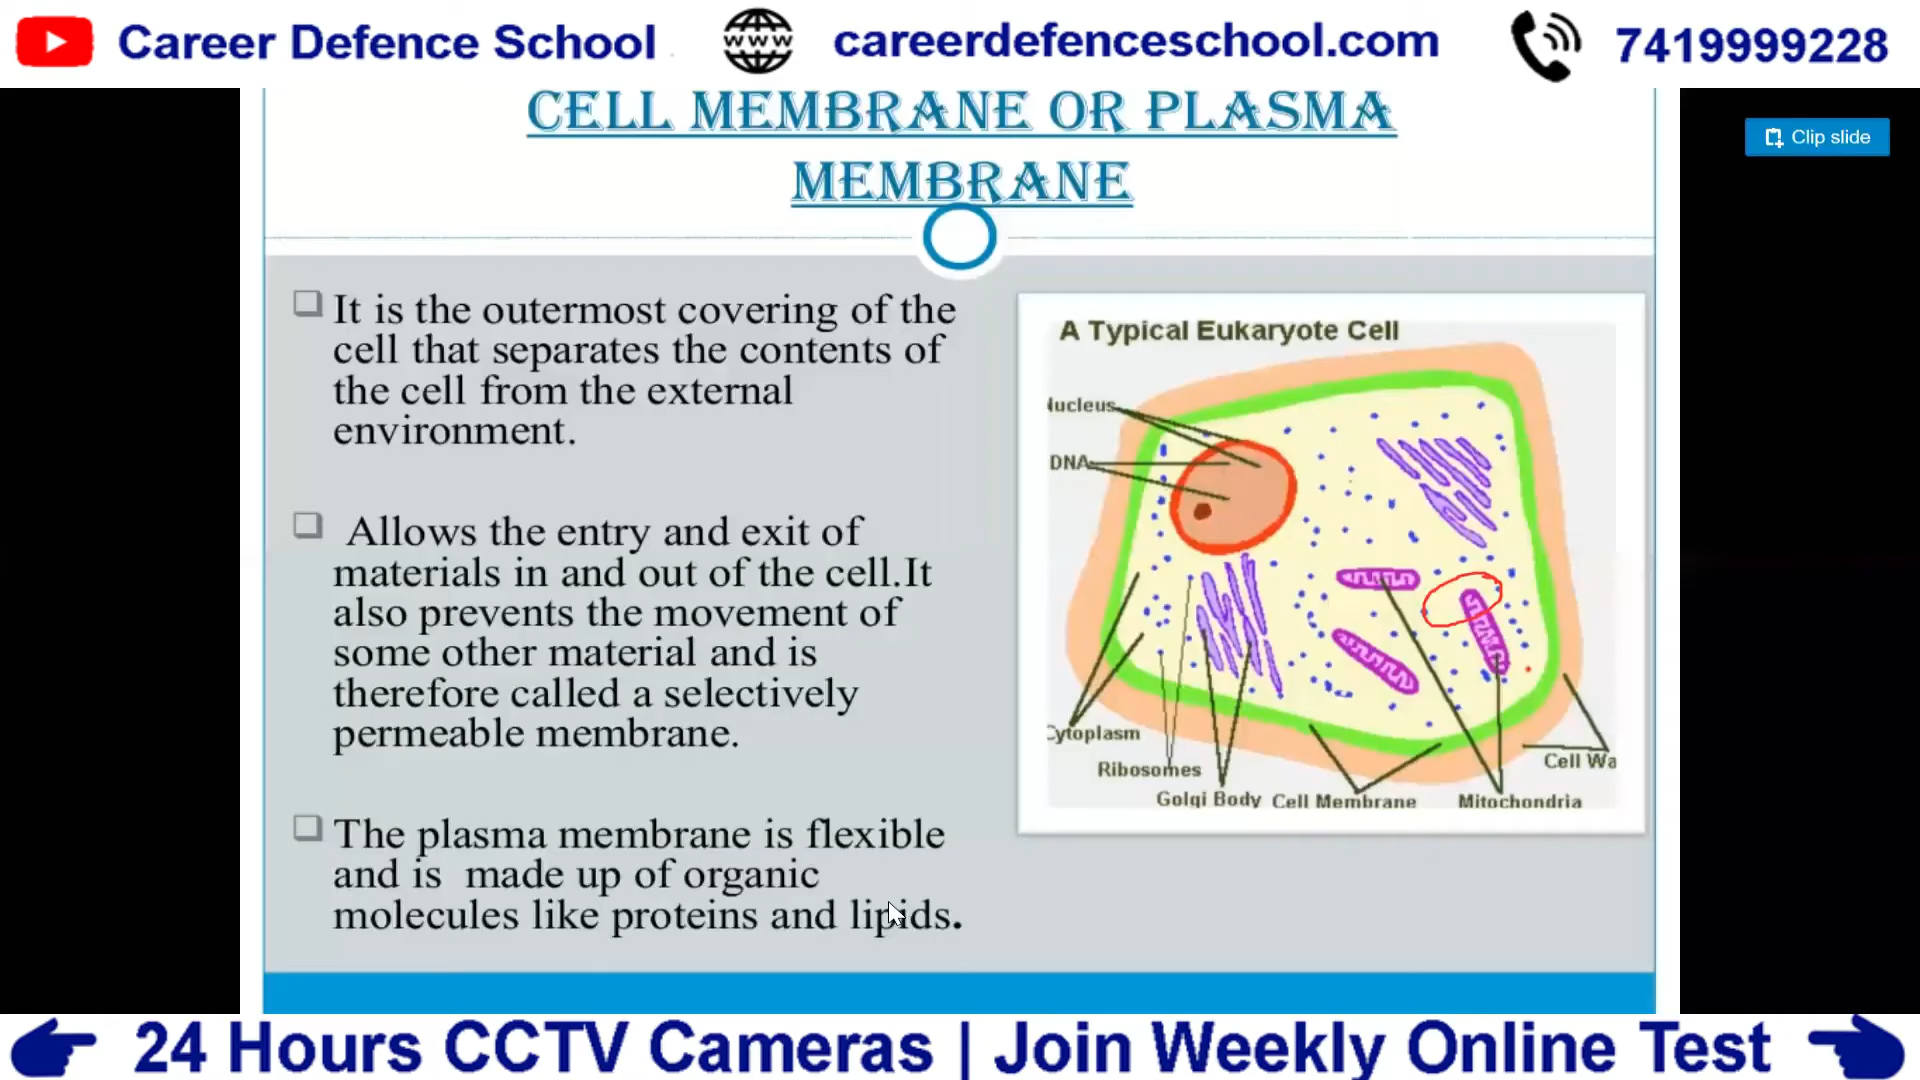 Career Defence School
www
careerdefenceschool.com
7419999228
CELL MEMBRANE OR PLASMA
MEMBRANE
Clip slide
It is the outermost covering of the
cell that separates the contents of
the cell from the external
environment.
Allows the entry and exit of
materials in and out of the cell.It
also prevents the movement of
some other material and is
therefore called a selectively
permeable membrane.
The plasma membrane is flexible
and is made up of organic
molecules like proteins and lipids.
A Typical Eukaryote Cell
Nucleus
DNA
Cytoplasm
Ribosomes
Golgi Body
Cell Membrane
Mitochondria
Cell Wa
24 Hours CCTV Cameras | Join Weekly Online Test